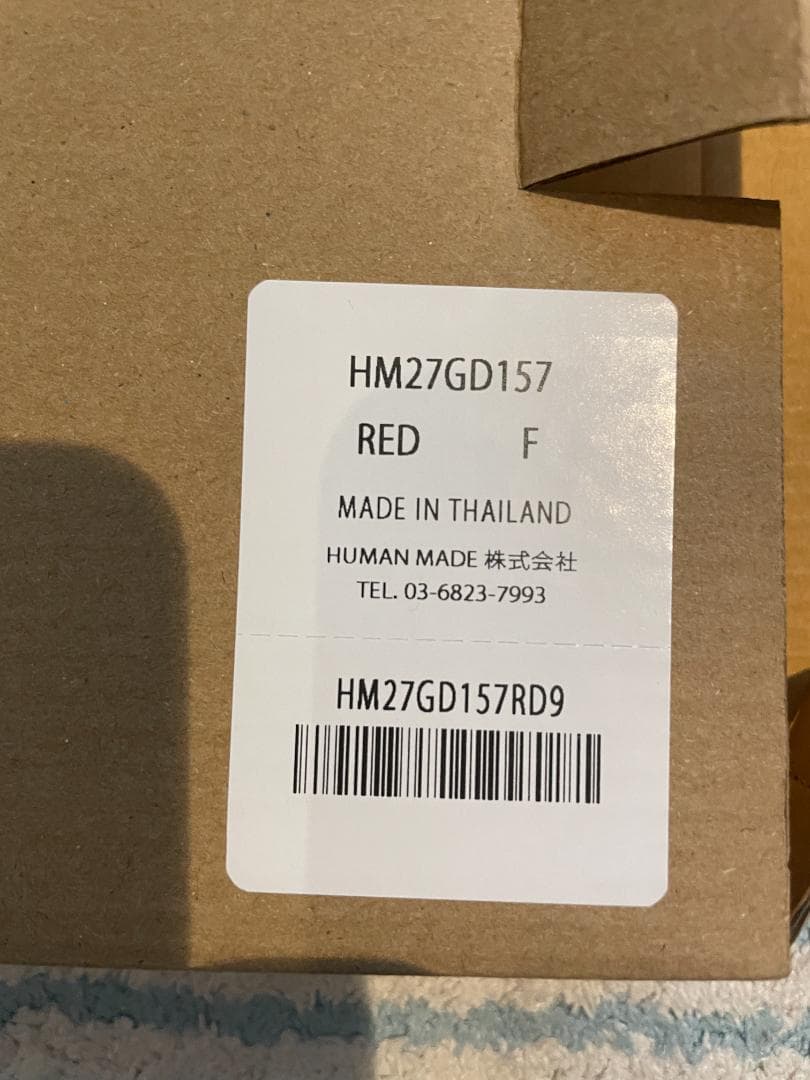 HM27GD157
RED F
MADE IN THAILAND
HUMAN MADE 株式会社
TEL. 03-6823-7993
HM27GD157RD9